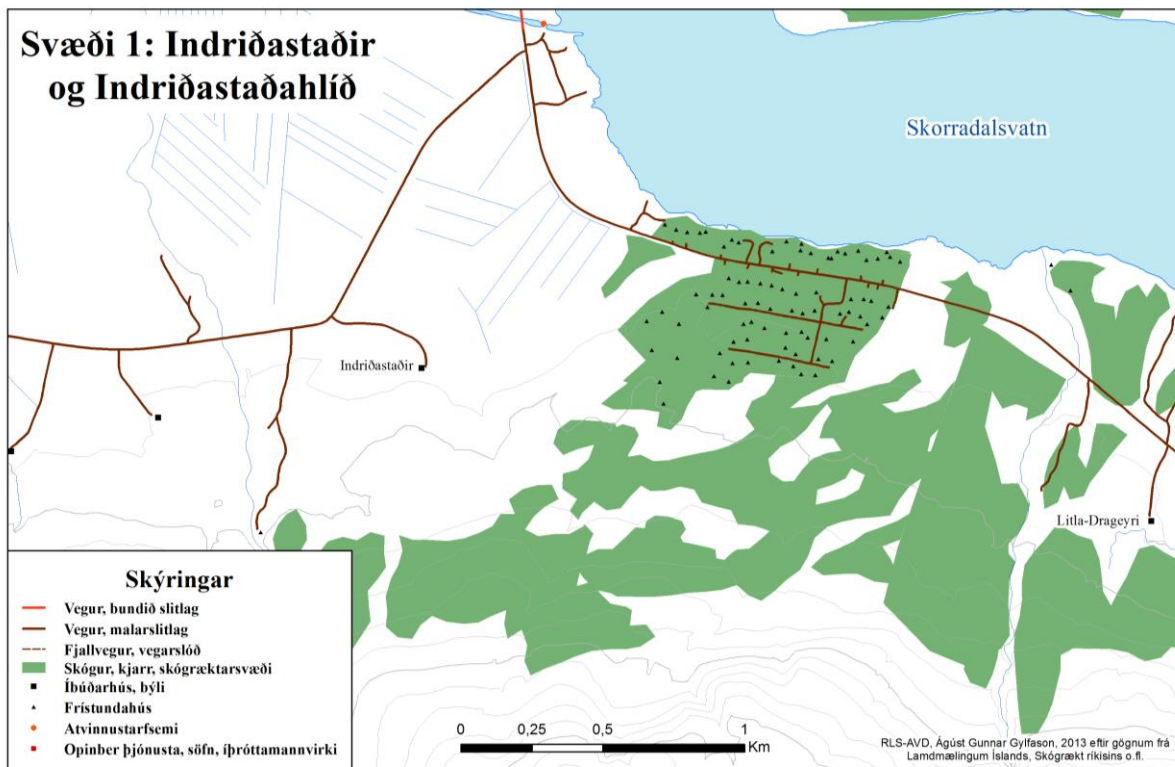 Svæði 1: Indriðastaðir
og Indriðastaðahlíð
Skorradalsvatn
Indriðastaðir
Litla-Drageyri
Skýringar
Vegur, bundið slitlag
Vegur, malarslitlag
Fjallvegur, vegarslóð
Skógur, kjarr, skógræktarsvæði
Íbúðarhús, býli
Frístundahús
Atvinnustarfsemi
Opinber þjónusta, söfn, íþróttamannvirki
0 0,25 0,5 1
Km
RLS-AVD, Ágúst Gunnar Gylfason, 2013 eftir gögnum frá
Lamdmælingum Íslands, Skógrækt ríkisins o.fl.